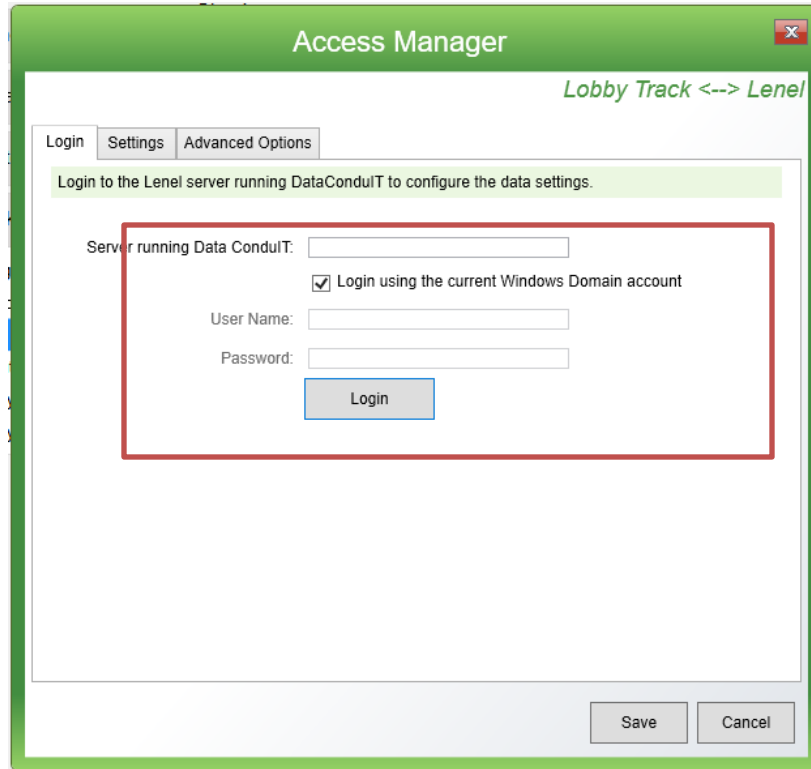 Access Manager
Lobby Track <--> Lenel
Login Settings Advanced Options
Login to the Lenel server running DataConduIT to configure the data settings.
Server running Data ConduIT:
Login using the current Windows Domain account
User Name:
Password:
Login
Save Cancel